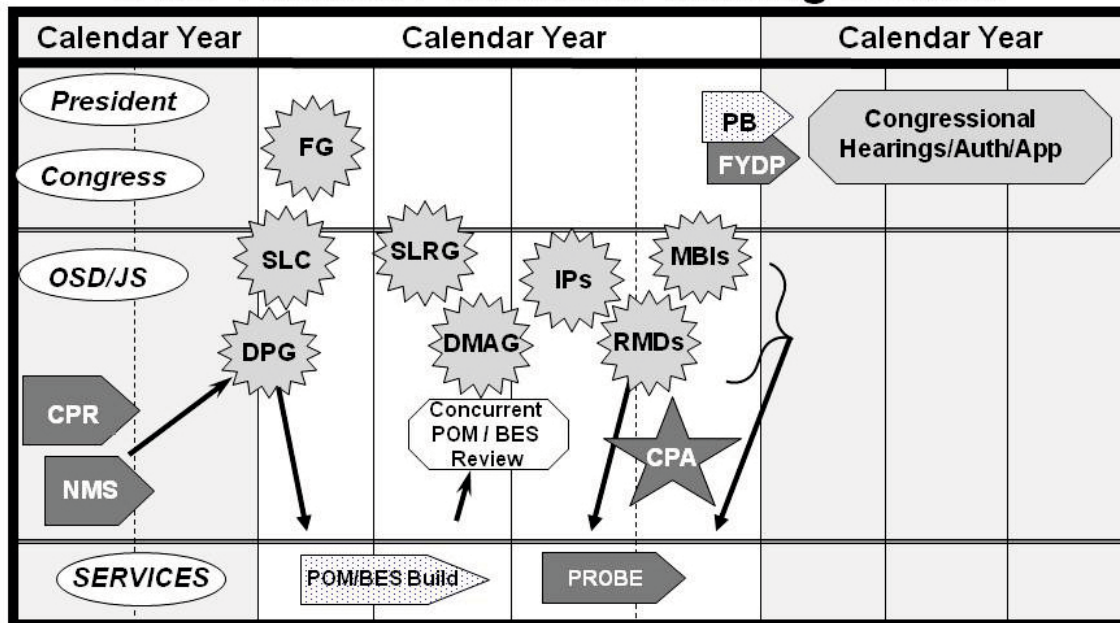 Calendar Year
Calendar Year
Calendar Year
President
FG
PB
Congressional
Hearings/Auth/App
Congress
FYDP
OSD/JS
SLC
SLRG
IPs
MBIs
DPG
DMAG
RMDs
CPR
Concurrent
POM / BES
Review
CPA
NMS
SERVICES
POM/BES Build
PROBE